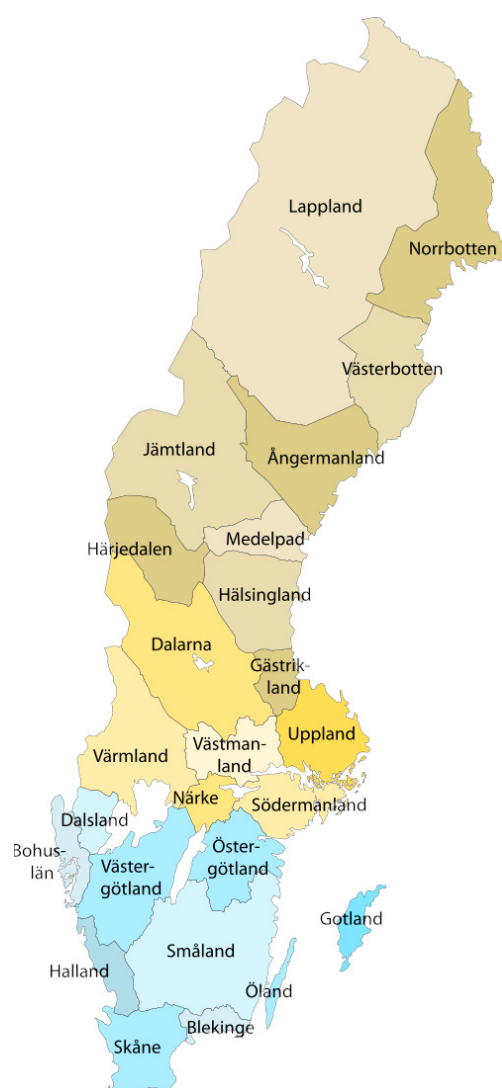 Lappland
Norrbotten
Västerbotten
Jämtland
Ångermanland
Medelpad
Härjedalen
Hälsingland
Dalarna
Gästrik-
land
Uppland
Västman-
land
Värmland
Närke
Södermanland
Dalsland
Bohus-
län
Väster-
götland
Öster-
götland
Gotland
Småland
Halland
Öland
Blekinge
Skåne